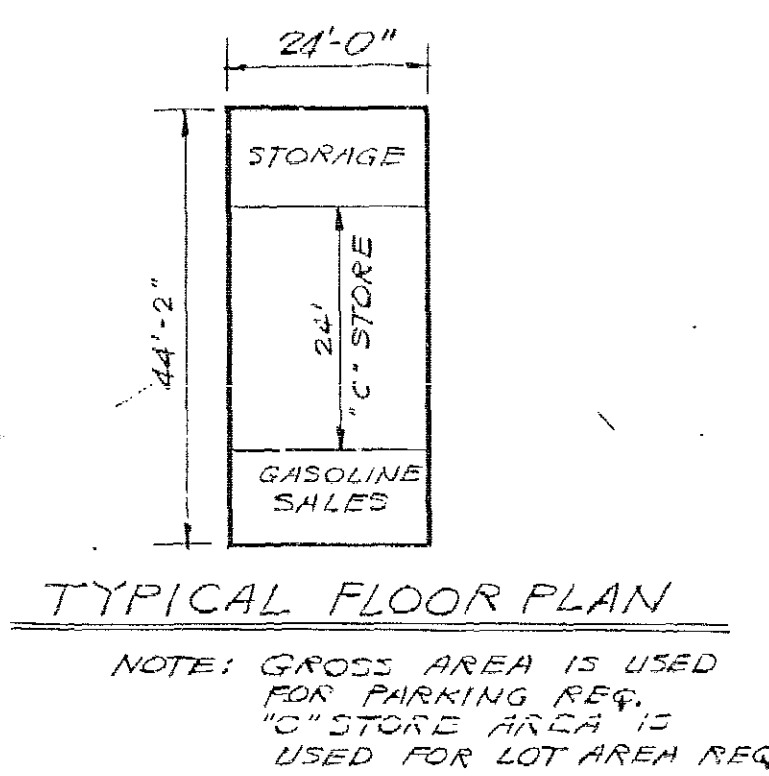 24'-0"
STORAGE
44'-2"
24'
"C" STORE
GASOLINE
SALES
TYPICAL FLOOR PLAN
NOTE: GROSS AREA IS USED
FOR PARKING REQ.
"C" STORE AREA IS
USED FOR LOT AREA REQ